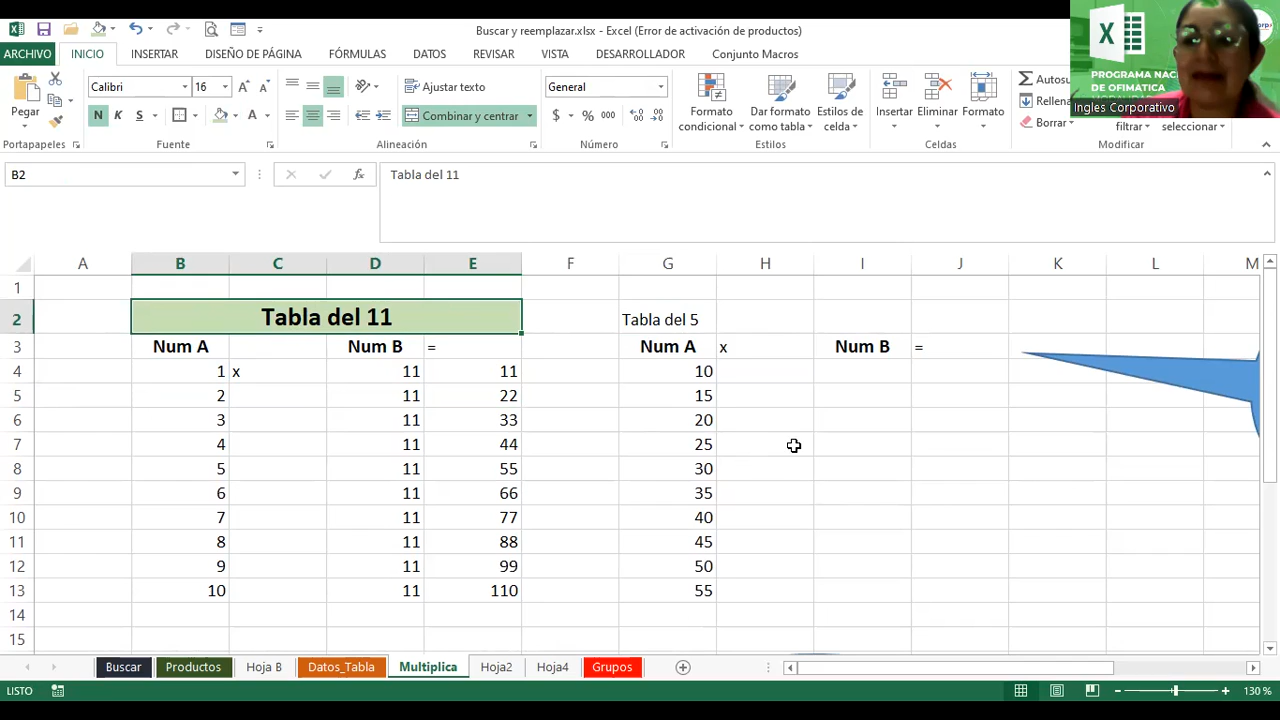 Buscar y reemplazar.xlsx - Excel (Error de activación de productos)
ARCHIVO INICIO INSERTAR DISEÑO DE PÁGINA FÓRMULAS DATOS REVISAR VISTA DESARROLLADOR Conjunto Macros
Pegar
Calibri 16
N K S
Ajustar texto
Combinar y centrar
General
$ % 000
Formato condicional
Dar formato como tabla
Estilos de celda
Insertar Eliminar Formato
Autosu
Rellena
Borrar
filtrar seleccionar
PROGRAMA NAC
DE OFIMATICA
Ingles Corporativo
Portapapeles Fuente Alineación Número Estilos Celdas Modificar
B2 fx Tabla del 11
A B C D E F G H I J K L M
1
2 Tabla del 11 Tabla del 5
3 Num A Num B = Num A x Num B =
4 1 x 11 11 10
5 2 11 22 15
6 3 11 33 20
7 4 11 44 25
8 5 11 55 30
9 6 11 66 35
10 7 11 77 40
11 8 11 88 45
12 9 11 99 50
13 10 11 110 55
14
15
Buscar Productos Hoja B Datos_Tabla Multiplica Hoja2 Hoja4 Grupos
LISTO 130 %